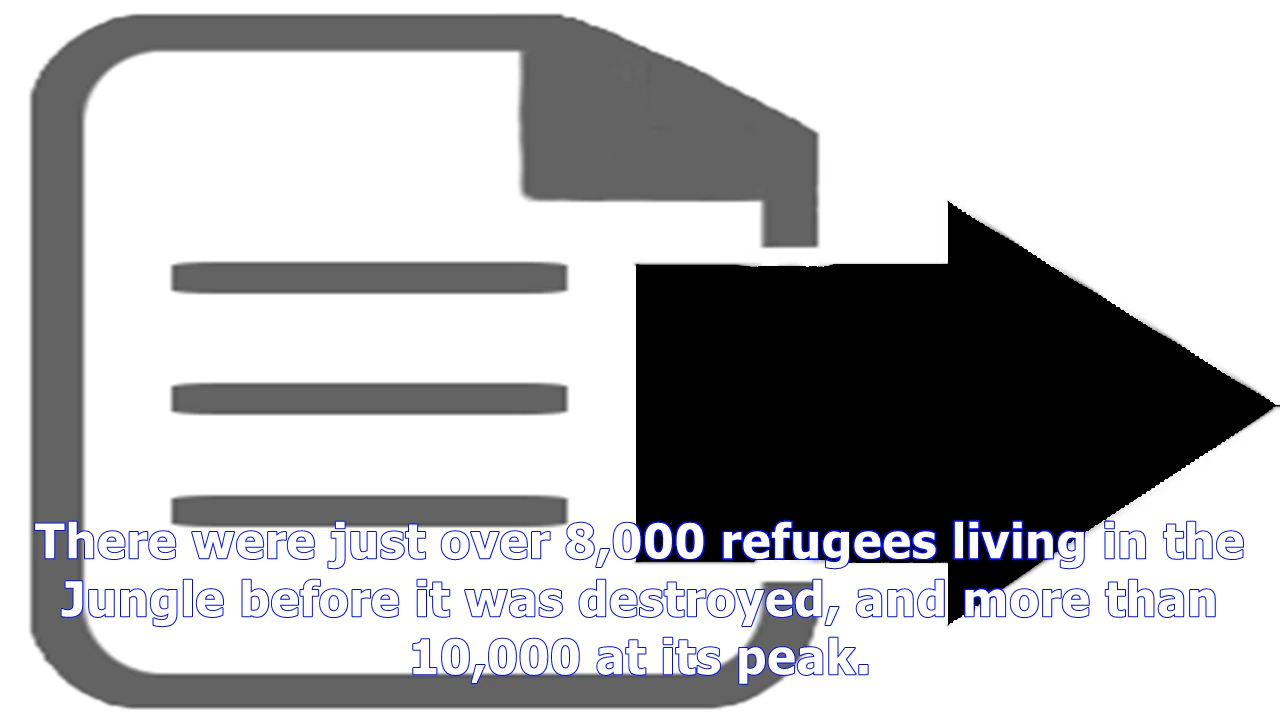 There were just over 8,000 refugees living in the
Jungle before it was destroyed, and more than
10,000 at its peak.